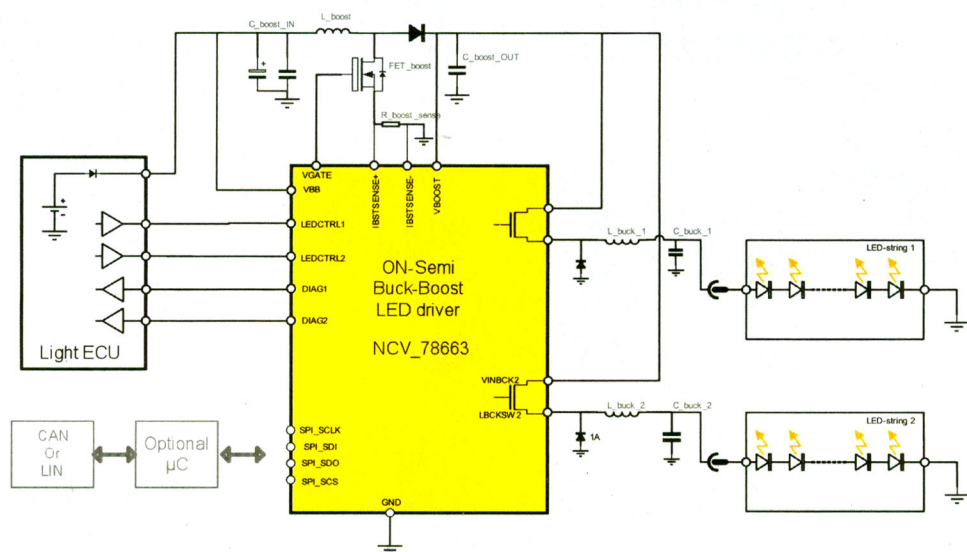 C_boost_IN
L_boost
FET_boost
C_boost_OUT
R_boost_sense
VGATE
VBB
IBSTSENSE+
IBSTSENSE-
VBOOST
LEDCTRL1
LEDCTRL2
DIAG1
DIAG2
Light ECU
ON-Semi
Buck-Boost
LED driver
NCV_78663
L_buck_1
C_buck_1
LED-string 1
VINBCK2
LBCKSW2
L_buck_2
C_buck_2
1A
LED-string 2
CAN
Or
LIN
Optional
µC
SPI_SCLK
SPI_SDI
SPI_SDO
SPI_SCS
GND